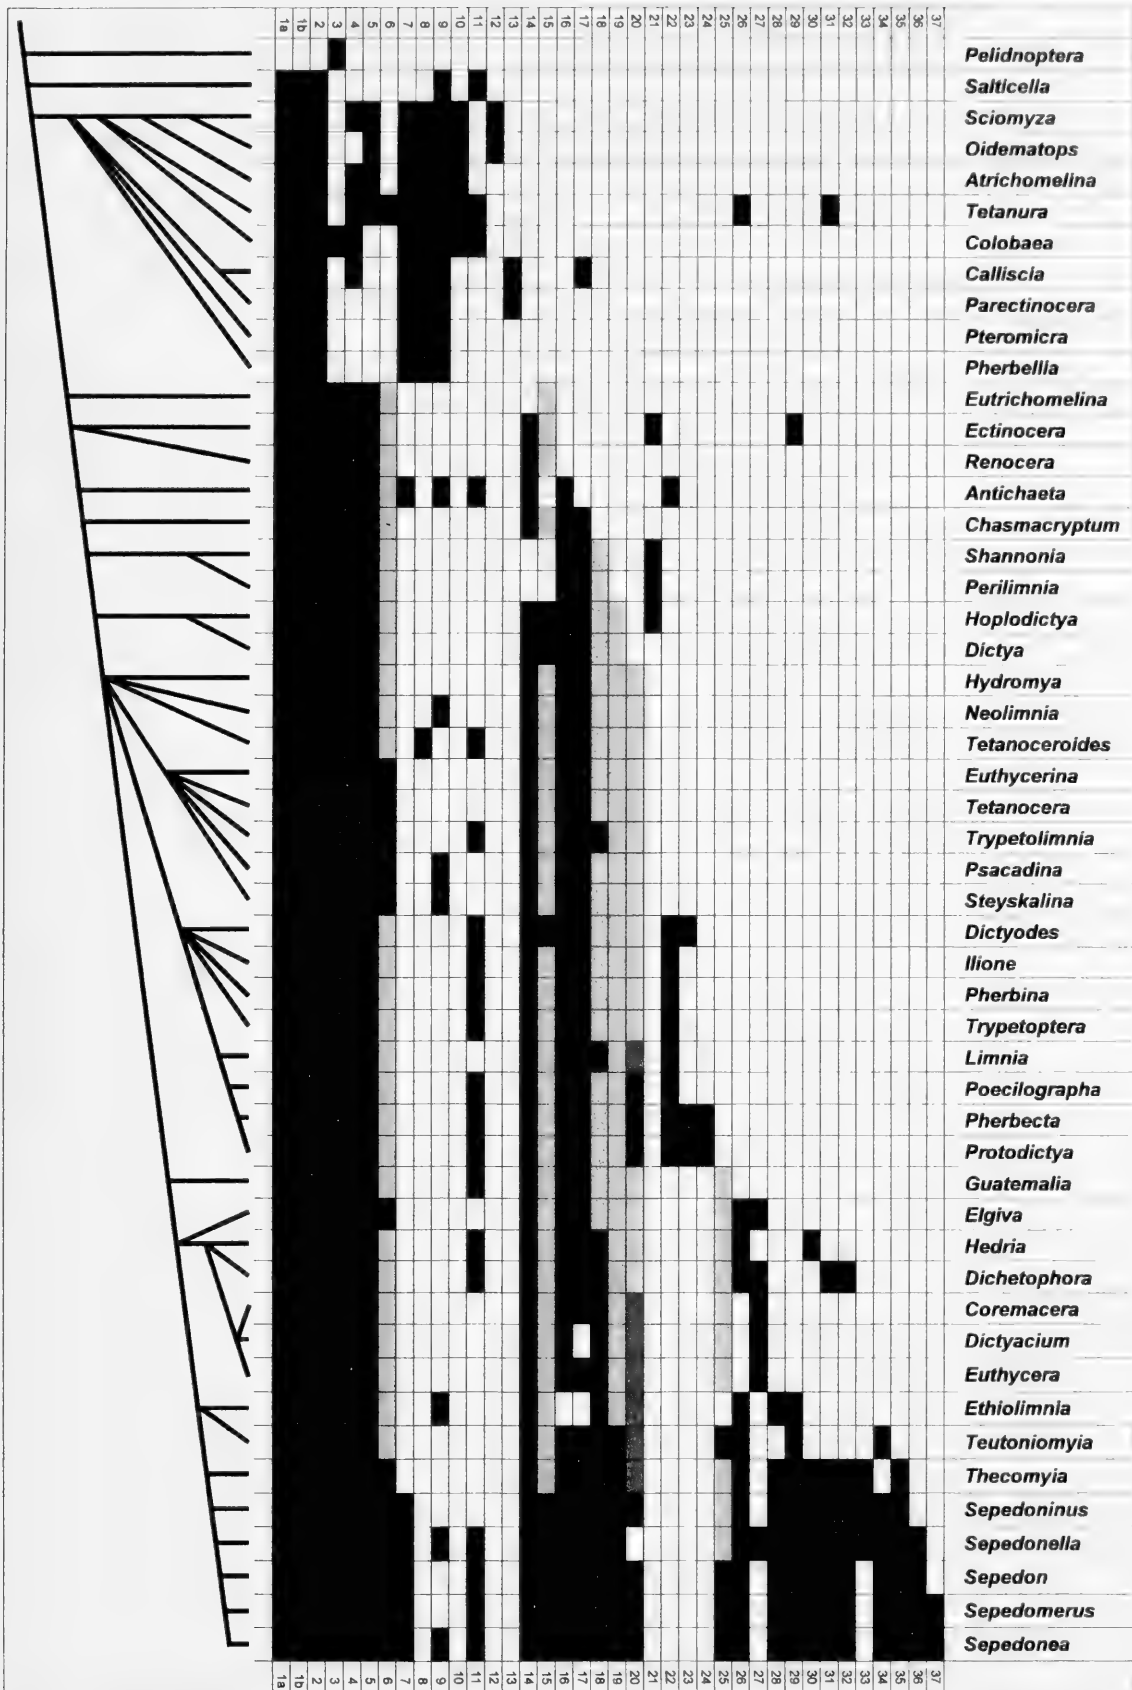 1a 1b 2 3 4 5 6 7 8 9 10 11 12 13 14 15 16 17 18 19 20 21 22 23 24 25 26 27 28 29 30 31 32 33 34 35 36 37
Pelidnoptera
Salticella
Sciomyza
Oidematops
Atrichomelina
Tetanura
Colobaea
Calliscia
Parectinocera
Pteromicra
Pherbellia
Eutrichomelina
Ectinocera
Renocera
Antichaeta
Chasmacryptum
Shannonia
Perilimnia
Hoplodictya
Dictya
Hydromya
Neolimnia
Tetanoceroides
Euthycerina
Tetanocera
Trypetolimnia
Psacadina
Steyskalina
Dictyodes
Ilione
Pherbina
Trypetoptera
Limnia
Poecilographa
Pherbecta
Protodictya
Guatemalia
Elgiva
Hedria
Dichetophora
Coremacera
Dictyacium
Euthycera
Ethiolimnia
Teutoniomyia
Thecomyia
Sepedoninus
Sepedonella
Sepedon
Sepedomerus
Sepedonea
1a 1b 2 3 4 5 6 7 8 9 10 11 12 13 14 15 16 17 18 19 20 21 22 23 24 25 26 27 28 29 30 31 32 33 34 35 36 37